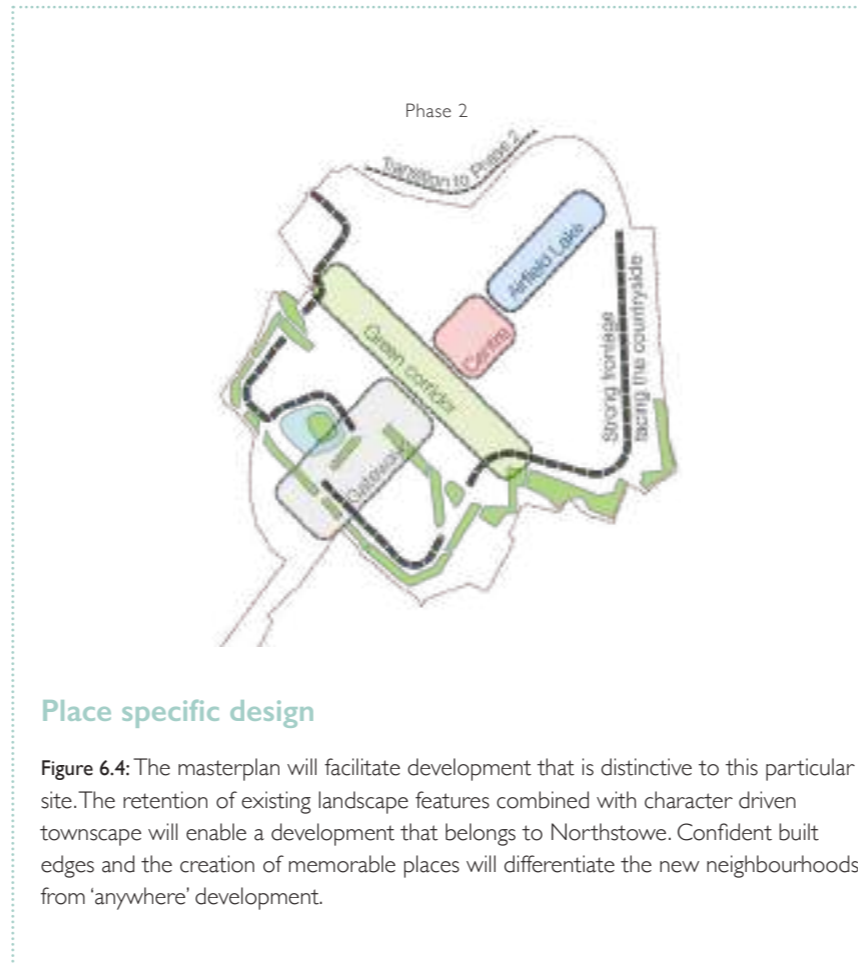 Phase 2
Transition to Phase 2
Airfield Lake
Centre
Green corridor
Gateway
Strong frontage
facing the countryside
Place specific design
Figure 6.4: The masterplan will facilitate development that is distinctive to this particular
site. The retention of existing landscape features combined with character driven
townscape will enable a development that belongs to Northstowe. Confident built
edges and the creation of memorable places will differentiate the new neighbourhoods
from ‘anywhere’ development.